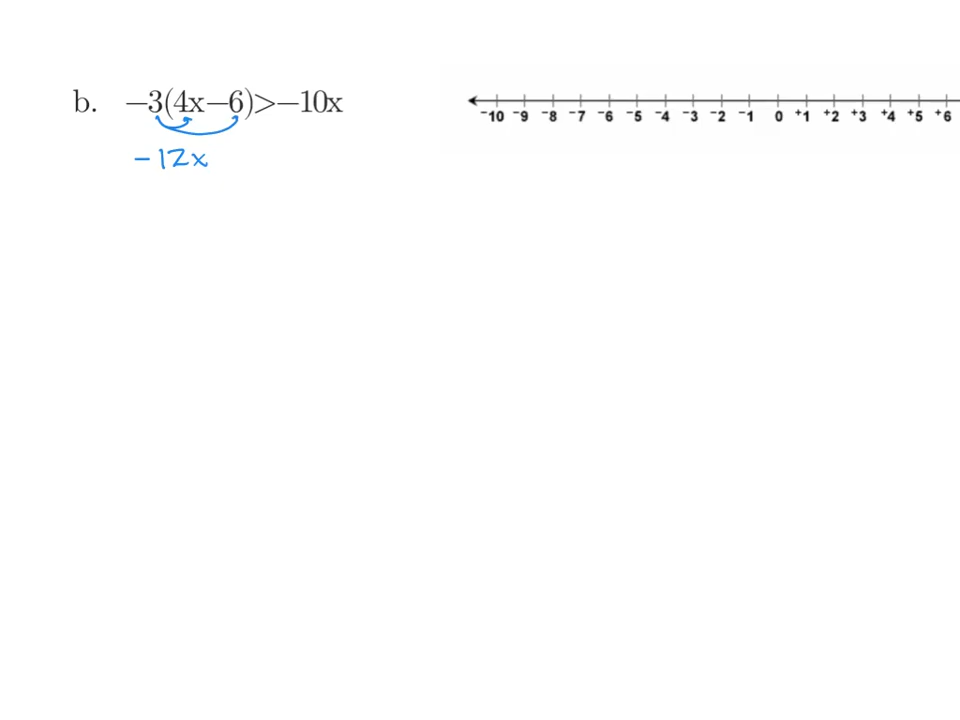 b. −3(4x−6)>−10x
⁻10 ⁻9 ⁻8 ⁻7 ⁻6 ⁻5 ⁻4 ⁻3 ⁻2 ⁻1 0 ⁺1 ⁺2 ⁺3 ⁺4 ⁺5 ⁺6
−12x